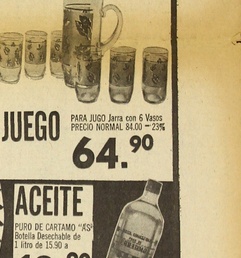 JUEGO
PARA JUGO Jarra con 6 Vasos
PRECIO NORMAL 84.00 —23%
64.90
ACEITE
PURO DE CARTAMO "AS
Botella Desechable de
1 litro de 15.90 a